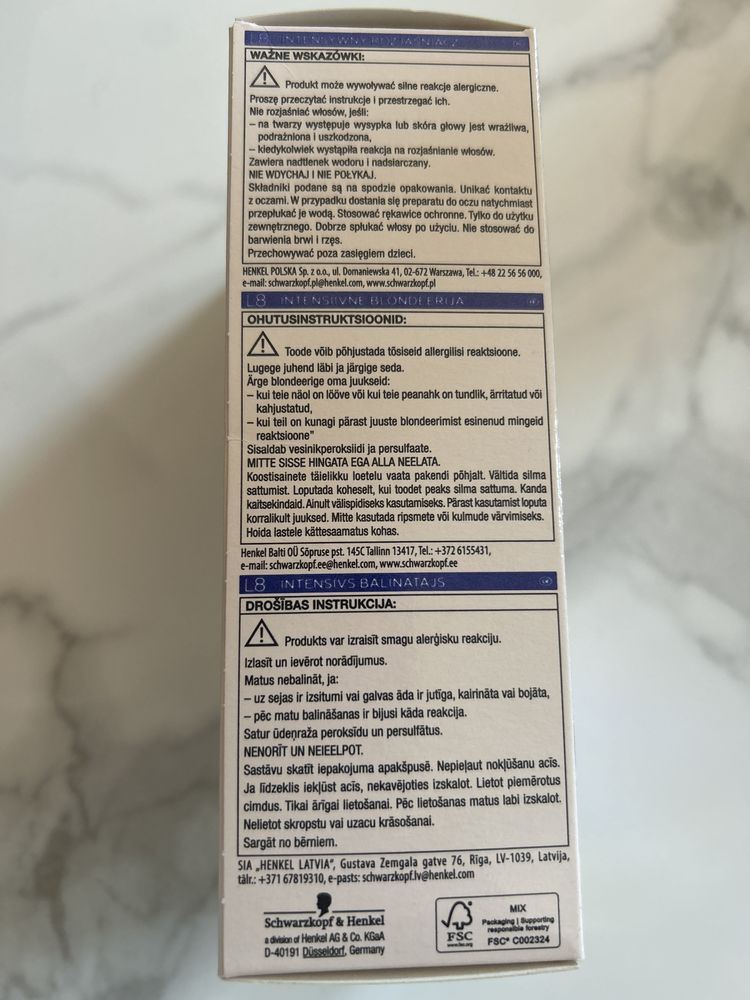 L8 INTENSYWNY ROZJAŚNIACZ
WAŻNE WSKAZÓWKI:
Produkt może wywoływać silne reakcje alergiczne.
Proszę przeczytać instrukcje i przestrzegać ich.
Nie rozjaśniać włosów, jeśli:
– na twarzy występuje wysypka lub skóra głowy jest wrażliwa,
podrażniona i uszkodzona,
– kiedykolwiek wystąpiła reakcja na rozjaśnianie włosów.
Zawiera nadtlenek wodoru i nadsiarczany.
NIE WDYCHAJ I NIE POŁYKAJ.
Składniki podane są na spodzie opakowania. Unikać kontaktu
z oczami. W przypadku dostania się preparatu do oczu natychmiast
przepłukać je wodą. Stosować rękawice ochronne. Tylko do użytku
zewnętrznego. Dobrze spłukać włosy po użyciu. Nie stosować do
barwienia brwi i rzęs.
Przechowywać poza zasięgiem dzieci.
HENKEL POLSKA Sp. z o.o., ul. Domaniewska 41, 02-672 Warszawa, Tel.: +48 22 56 56 000,
e-mail: schwarzkopf.pl@henkel.com, www.schwarzkopf.pl
L8 INTENSIIVNE BLONDEERIJA
OHUTUSINSTRUKTSIOONID:
Toode võib põhjustada tõsiseid allergilisi reaktsioone.
Lugege juhend läbi ja järgige seda.
Ärge blondeerige oma juukseid:
– kui teie näol on lööve või kui teie peanahk on tundlik, ärritatud või
kahjustatud,
– kui teil on kunagi pärast juuste blondeerimist esinenud mingeid
reaktsioone"
Sisaldab vesinikperoksiidi ja persulfaate.
MITTE SISSE HINGATA EGA ALLA NEELATA.
Koostisainete täielikku loetelu vaata pakendi põhjalt. Vältida silma
sattumist. Loputada koheselt, kui toodet peaks silma sattuma. Kanda
kaitsekindaid. Ainult välispidiseks kasutamiseks. Pärast kasutamist loputa
korralikult juuksed. Mitte kasutada ripsmete või kulmude värvimiseks.
Hoida lastele kättesaamatus kohas.
Henkel Balti OÜ Sõpruse pst. 145C Tallinn 13417, Tel.: +372 6155431,
e-mail: schwarzkopf.ee@henkel.com, www.schwarzkopf.ee
L8 INTENSĪVS BALINĀTĀJS
DROŠĪBAS INSTRUKCIJA:
Produkts var izraisīt smagu alerģisku reakciju.
Izlasīt un ievērot norādījumus.
Matus nebalināt, ja:
– uz sejas ir izsitumi vai galvas āda ir jutīga, kairināta vai bojāta,
– pēc matu balināšanas ir bijusi kāda reakcija.
Satur ūdeņraža peroksīdu un persulfātus.
NENORĪT UN NEIEELPOT.
Sastāvu skatīt iepakojuma apakšpusē. Nepieļaut nokļūšanu acīs.
Ja līdzeklis iekļūst acīs, nekavējoties izskalot. Lietot piemērotus
cimdus. Tikai ārīgai lietošanai. Pēc lietošanas matus labi izskalot.
Nelietot skropstu vai uzacu krāsošanai.
Sargāt no bērniem.
SIA „HENKEL LATVIA", Gustava Zemgala gatve 76, Rīga, LV-1039, Latvija,
tālr.: +371 67819310, e-pasts: schwarzkopf.lv@henkel.com
Schwarzkopf & Henkel
a division of Henkel AG & Co. KGaA
D-40191 Düsseldorf, Germany
FSC
www.fsc.org
MIX
Packaging | Supporting
responsible forestry
FSC® C002324